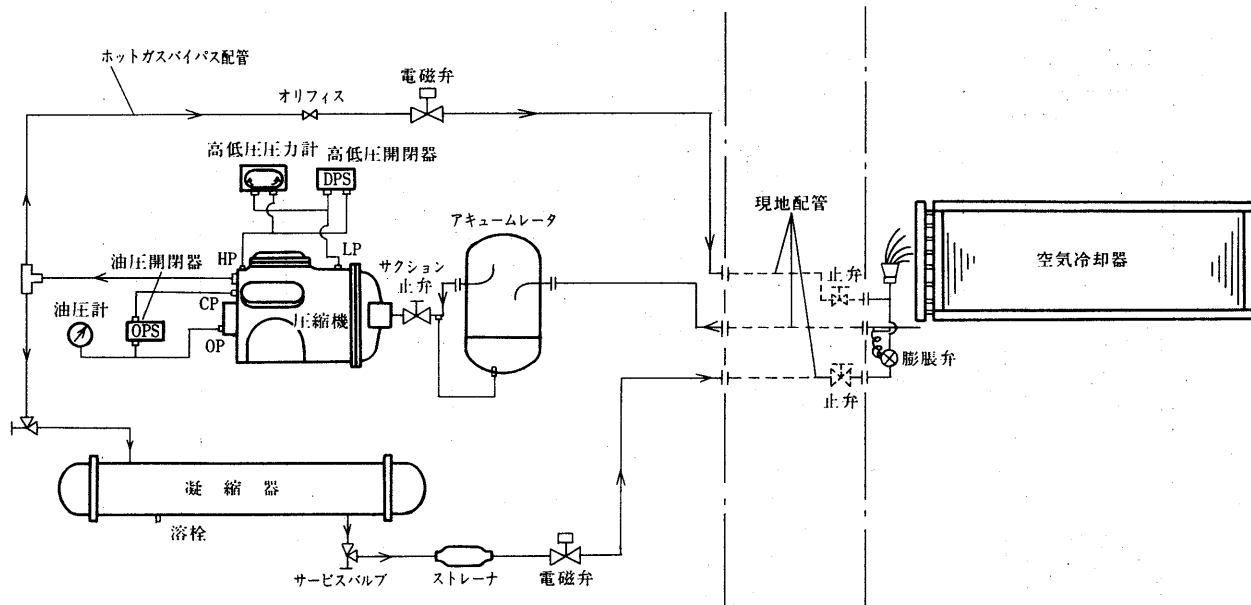 ホットガスバイパス配管
オリフィス
電磁弁
高低圧圧力計
高低圧開閉器
DPS
アキュームレータ
現地配管
空気冷却器
油圧開閉器
HP
LP
サクション
止弁
止弁
油圧計
CP
OPS
圧縮機
OP
膨脹弁
止弁
凝縮器
溶栓
サービスバルブ
ストレーナ
電磁弁